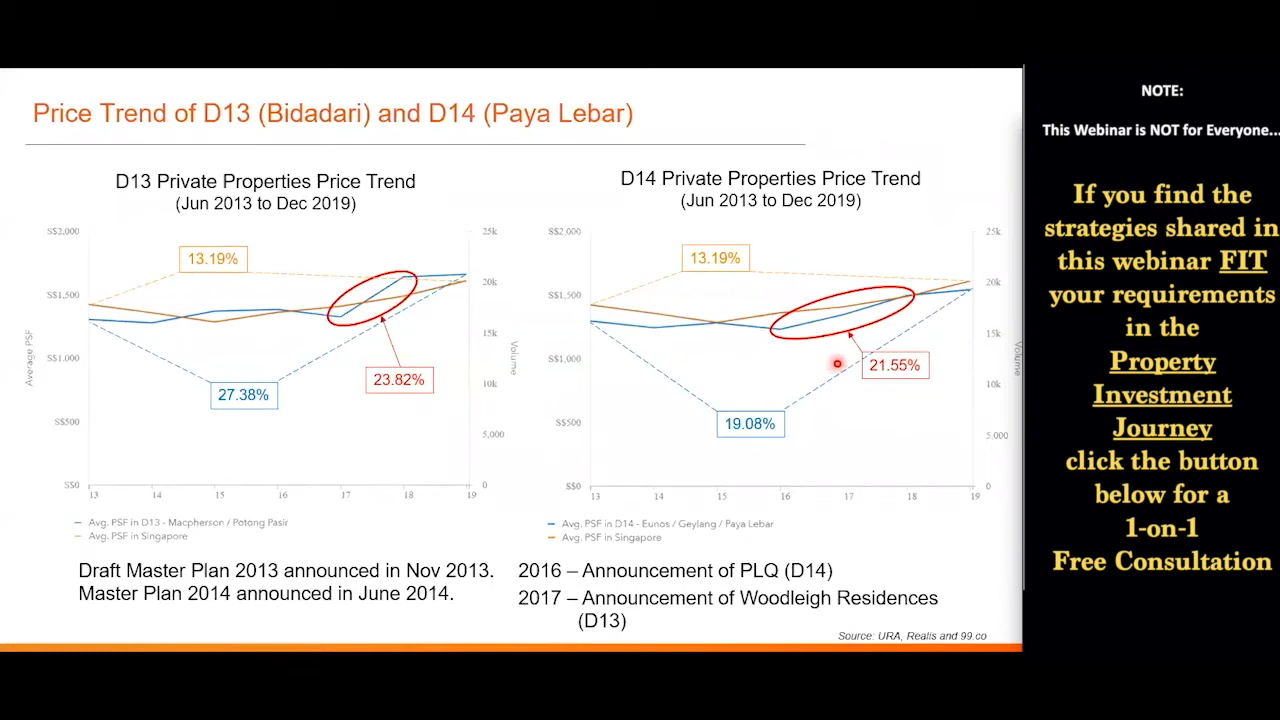 Price Trend of D13 (Bidadari) and D14 (Paya Lebar)
D13 Private Properties Price Trend
(Jun 2013 to Dec 2019)
S$2,000
S$1,500
S$1,000
S$500
S$0
Average PSF
25k
20k
15k
10k
5,000
0
Volume
13.19%
27.38%
23.82%
13
14
15
16
17
18
19
Avg. PSF in D13 - Macpherson / Potong Pasir
Avg. PSF in Singapore
Draft Master Plan 2013 announced in Nov 2013.
Master Plan 2014 announced in June 2014.
D14 Private Properties Price Trend
(Jun 2013 to Dec 2019)
S$2,000
S$1,500
S$1,000
S$500
S$0
25k
20k
15k
10k
5,000
0
Volume
13.19%
19.08%
21.55%
13
14
15
16
17
18
19
Avg. PSF in D14 - Eunos / Geylang / Paya Lebar
Avg. PSF in Singapore
2016 – Announcement of PLQ (D14)
2017 – Announcement of Woodleigh Residences
(D13)
Source: URA, Realis and 99.co
NOTE:
This Webinar is NOT for Everyone...
If you find the
strategies shared in
this webinar FIT
your requirements
in the
Property
Investment
Journey
click the button
below for a
1-on-1
Free Consultation